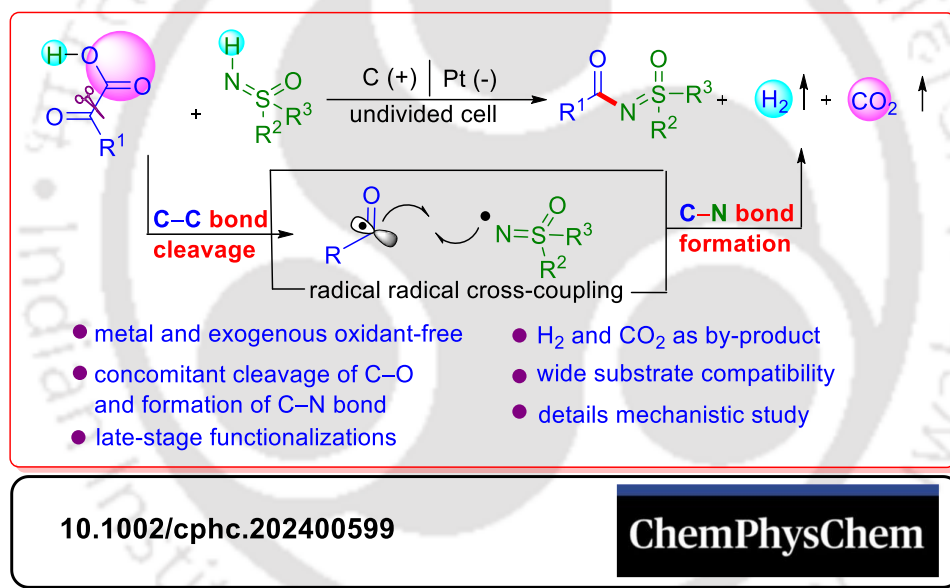 H–O
O
O
R¹
+
H
N
S
O
R³
R²
C (+) | Pt (-)
undivided cell
O
R¹
N
O
S
R³
R²
+ H₂ + CO₂
C–C bond
cleavage
O
R
N=S
O
R³
R²
radical radical cross-coupling
C–N bond
formation
● metal and exogenous oxidant-free
● concomitant cleavage of C–O
and formation of C–N bond
● late-stage functionalizations
● H₂ and CO₂ as by-product
● wide substrate compatibility
● details mechanistic study
10.1002/cphc.202400599
ChemPhysChem